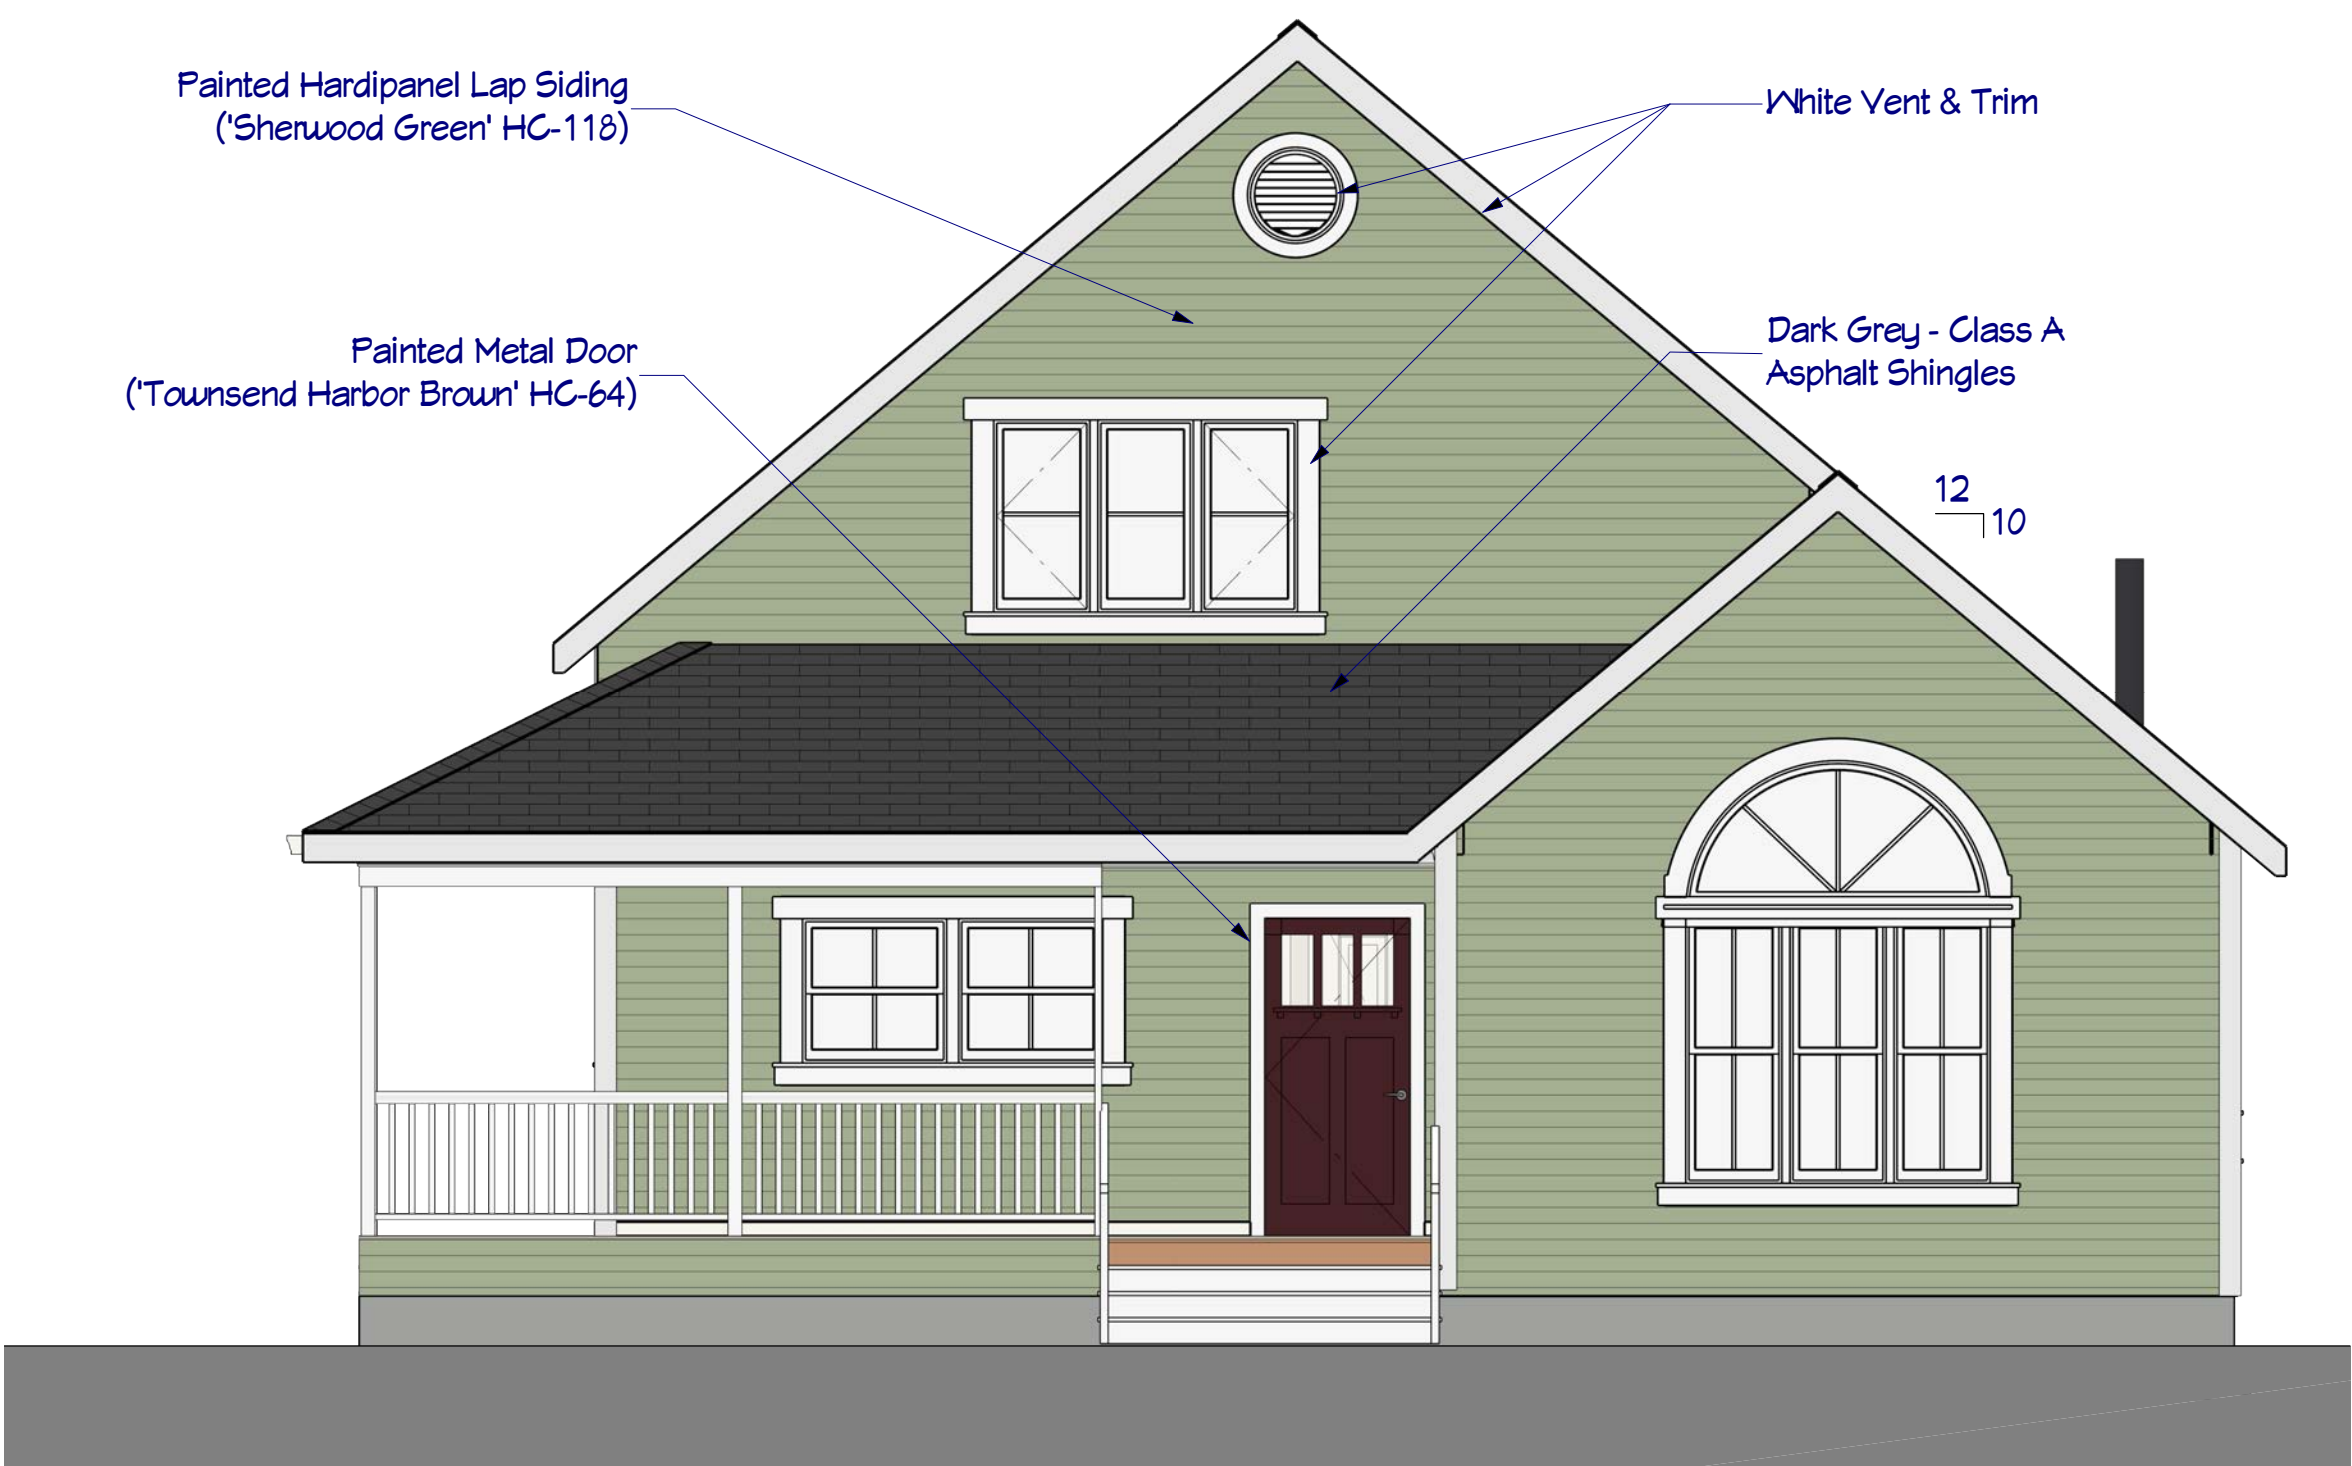 Painted Hardipanel Lap Siding
('Sherwood Green' HC-118)
White Vent & Trim
Painted Metal Door
('Townsend Harbor Brown' HC-64)
Dark Grey - Class A
Asphalt Shingles
12
10